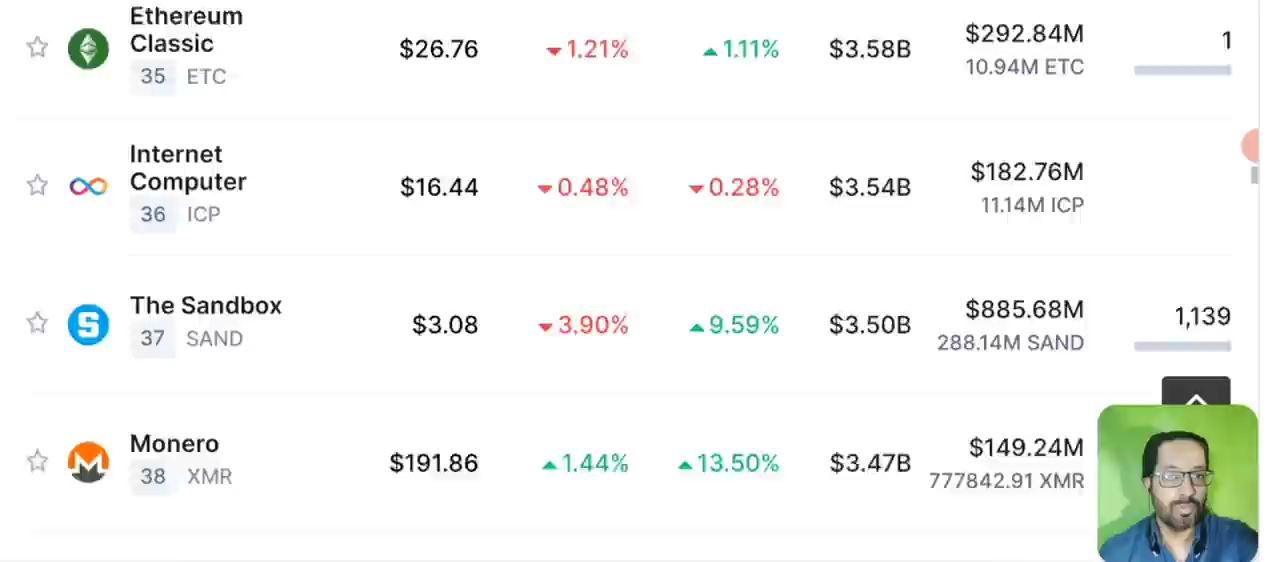 Ethereum
Classic
35 ETC
$26.76
1.21%
1.11%
$3.58B
$292.84M
10.94M ETC
1
Internet
Computer
36 ICP
$16.44
0.48%
0.28%
$3.54B
$182.76M
11.14M ICP
The Sandbox
37 SAND
$3.08
3.90%
9.59%
$3.50B
$885.68M
288.14M SAND
1,139
Monero
38 XMR
$191.86
1.44%
13.50%
$3.47B
$149.24M
777842.91 XMR